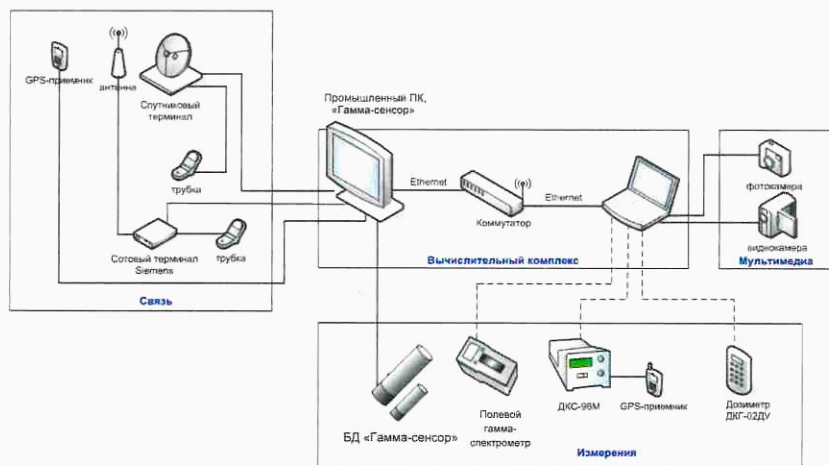 GPS-приемник
антенна
Спутниковый
терминал
трубка
Сотовый терминал
Siemens
трубка
Связь
Промышленный ПК,
«Гамма-сенсор»
Ethernet
Коммутатор
Ethernet
Вычислительный комплекс
фотокамера
видеокамера
Мультимедиа
БД «Гамма-сенсор»
Полевой
гамма-
спектрометр
ДКС-96М
GPS-приемник
Дозиметр
ДКГ-02ДУ
Измерения